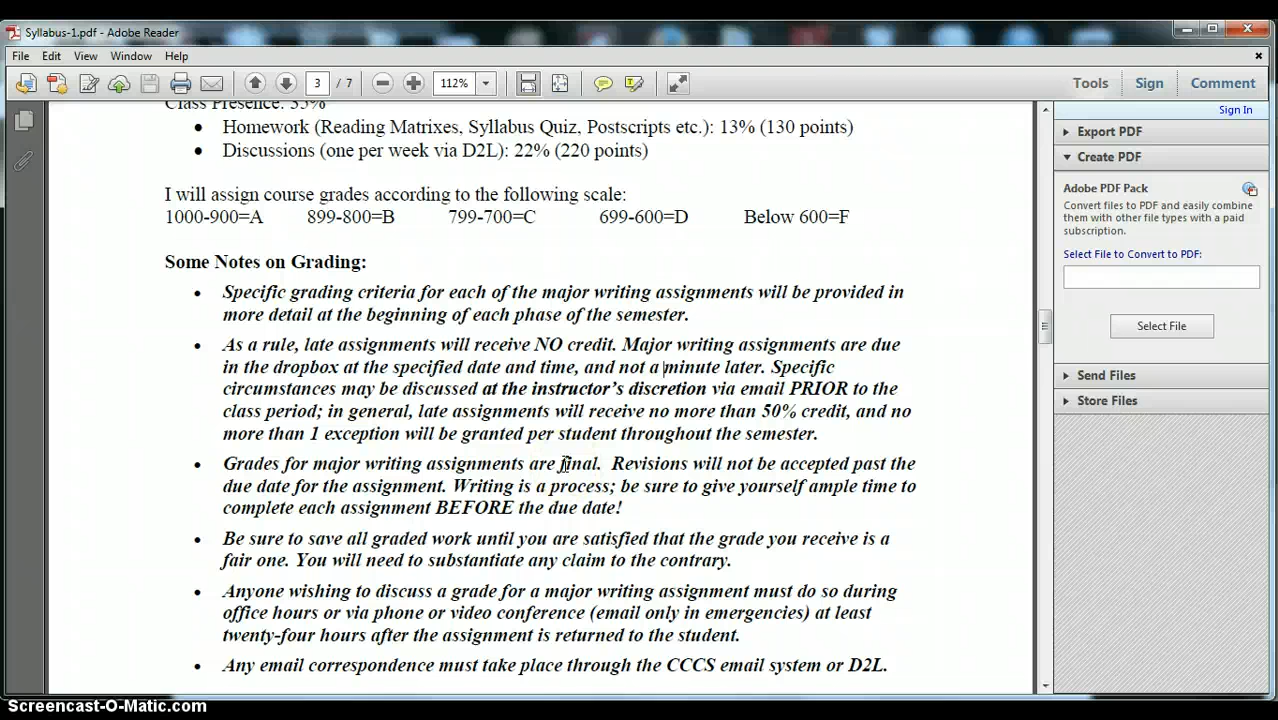 Syllabus-1.pdf - Adobe Reader
File Edit View Window Help
3 / 7 112% Tools Sign Comment
Sign In
Class Presence: 35%
• Homework (Reading Matrixes, Syllabus Quiz, Postscripts etc.): 13% (130 points)
• Discussions (one per week via D2L): 22% (220 points)
I will assign course grades according to the following scale:
1000-900=A 899-800=B 799-700=C 699-600=D Below 600=F
Some Notes on Grading:
• Specific grading criteria for each of the major writing assignments will be provided in
more detail at the beginning of each phase of the semester.
• As a rule, late assignments will receive NO credit. Major writing assignments are due
in the dropbox at the specified date and time, and not a minute later. Specific
circumstances may be discussed at the instructor's discretion via email PRIOR to the
class period; in general, late assignments will receive no more than 50% credit, and no
more than 1 exception will be granted per student throughout the semester.
• Grades for major writing assignments are final. Revisions will not be accepted past the
due date for the assignment. Writing is a process; be sure to give yourself ample time to
complete each assignment BEFORE the due date!
• Be sure to save all graded work until you are satisfied that the grade you receive is a
fair one. You will need to substantiate any claim to the contrary.
• Anyone wishing to discuss a grade for a major writing assignment must do so during
office hours or via phone or video conference (email only in emergencies) at least
twenty-four hours after the assignment is returned to the student.
• Any email correspondence must take place through the CCCS email system or D2L.
Export PDF
Create PDF
Adobe PDF Pack
Convert files to PDF and easily combine
them with other file types with a paid
subscription.
Select File to Convert to PDF:
Select File
Send Files
Store Files
Screencast-O-Matic.com